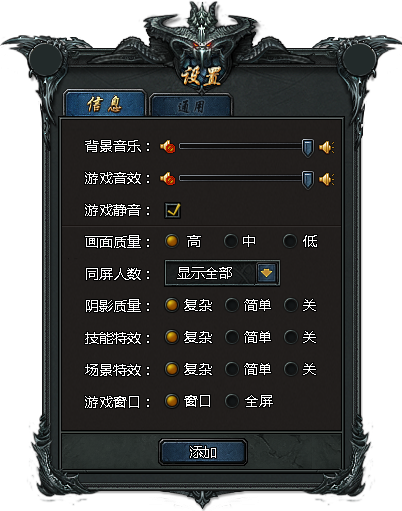 设置
信息 通用
背景音乐：
游戏音效：
游戏静音：
画面质量： 高 中 低
同屏人数： 显示全部
阴影质量： 复杂 简单 关
技能特效： 复杂 简单 关
场景特效： 复杂 简单 关
游戏窗口： 窗口 全屏
添加